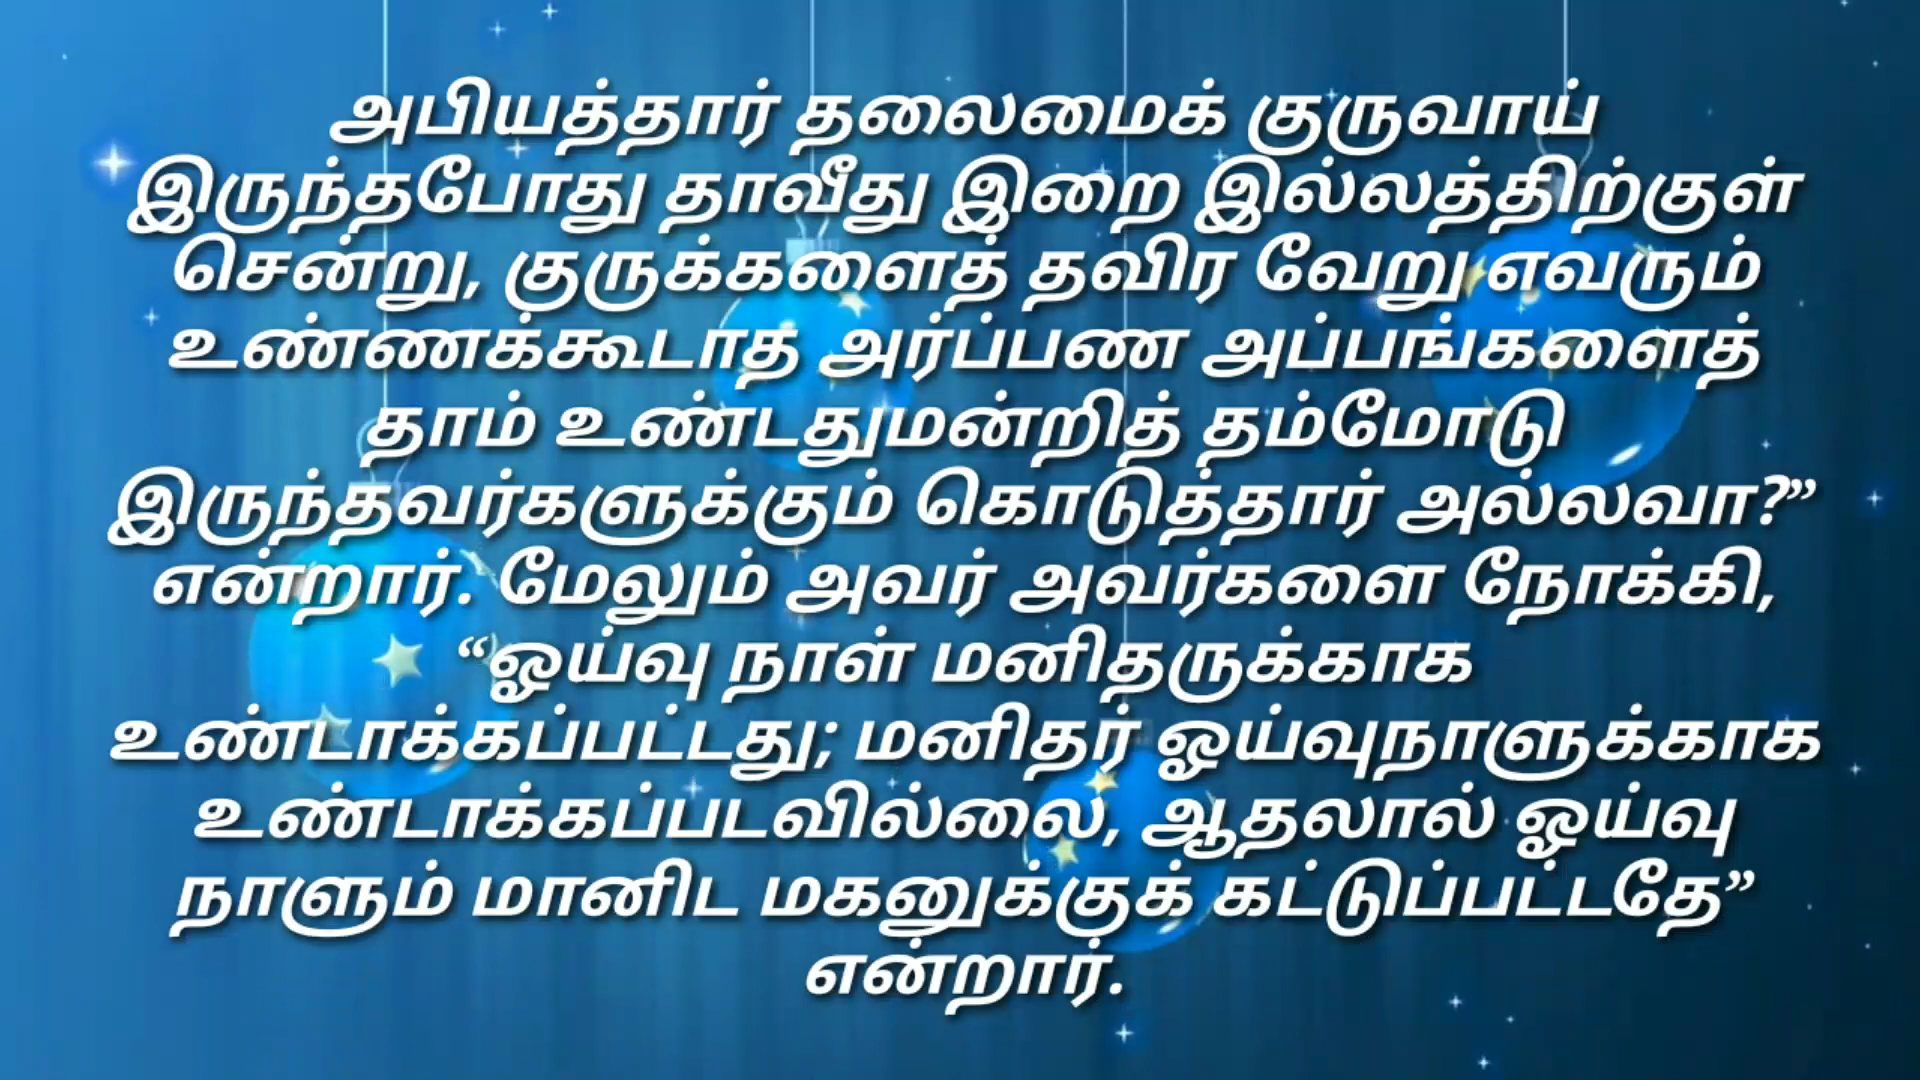 அபியத்தார் தலைமைக் குருவாய்
இருந்தபோது தாவீது இறை இல்லத்திற்குள்
சென்று, குருக்களைத் தவிர வேறு எவரும்
உண்ணக்கூடாத அர்ப்பண அப்பங்களைத்
தாம் உண்டதுமன்றித் தம்மோடு
இருந்தவர்களுக்கும் கொடுத்தார் அல்லவா?”
என்றார். மேலும் அவர் அவர்களை நோக்கி,
“ஓய்வு நாள் மனிதருக்காக
உண்டாக்கப்பட்டது; மனிதர் ஓய்வுநாளுக்காக
உண்டாக்கப்படவில்லை, ஆதலால் ஓய்வு
நாளும் மானிட மகனுக்குக் கட்டுப்பட்டதே”
என்றார்.